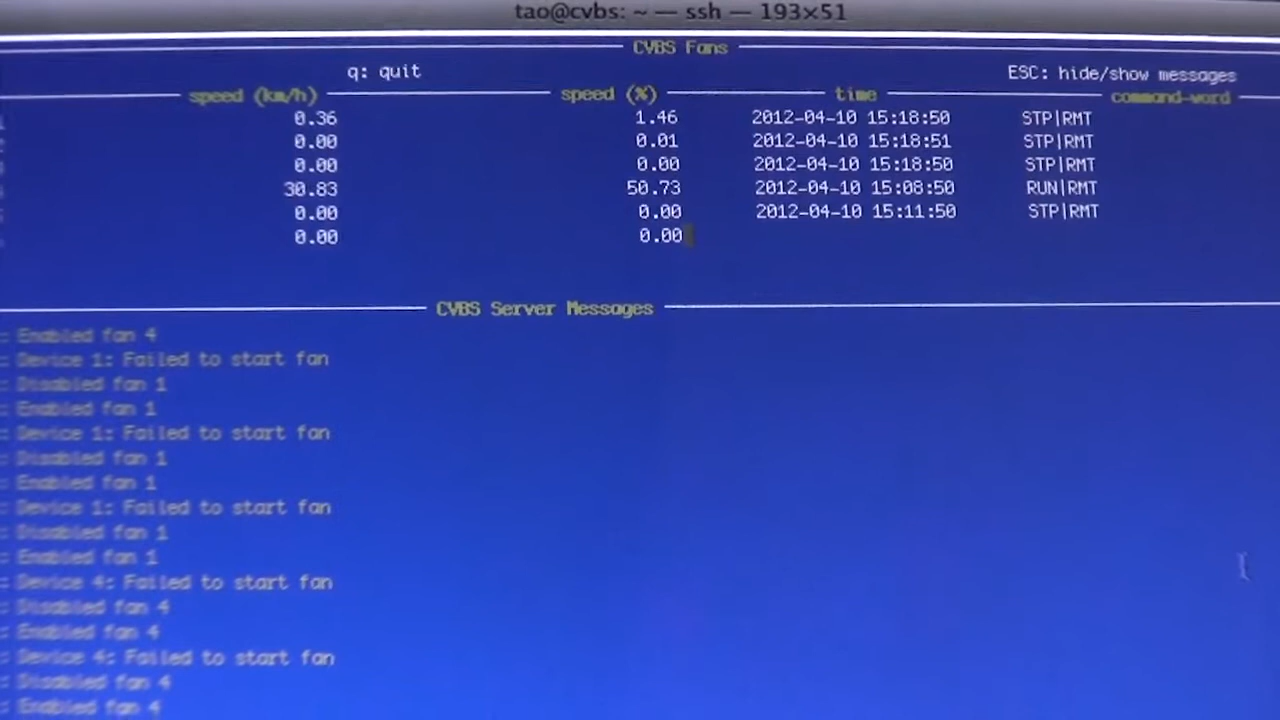 tao@cvbs: ~ — ssh — 193×51
CVBS Fans
q: quit ESC: hide/show messages
speed (km/h) speed (%) time command-word
0.36 1.46 2012-04-10 15:18:50 STP|RMT
0.00 0.01 2012-04-10 15:18:51 STP|RMT
0.00 0.00 2012-04-10 15:18:50 STP|RMT
30.83 50.73 2012-04-10 15:08:50 RUN|RMT
0.00 0.00 2012-04-10 15:11:50 STP|RMT
0.00 0.00
CVBS Server Messages
: Enabled fan 4
: Device 1: Failed to start fan
: Disabled fan 1
: Enabled fan 1
: Device 1: Failed to start fan
: Disabled fan 1
: Enabled fan 1
: Device 1: Failed to start fan
: Disabled fan 1
: Enabled fan 1
: Device 4: Failed to start fan
: Disabled fan 4
: Enabled fan 4
: Device 4: Failed to start fan
: Disabled fan 4
: Enabled fan 4